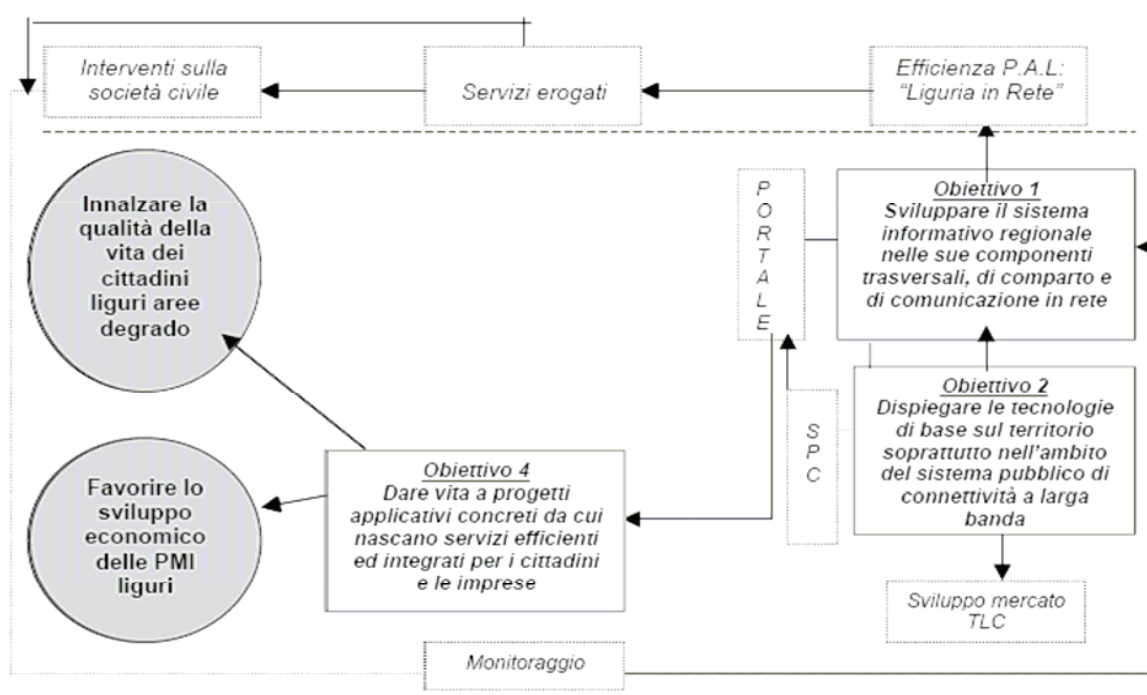 Interventi sulla
società civile
Servizi erogati
Efficienza P.A.L:
"Liguria in Rete"
Innalzare la
qualità della
vita dei
cittadini
liguri aree
degrado
P
O
R
T
A
L
E
Obiettivo 1
Sviluppare il sistema
informativo regionale
nelle sue componenti
trasversali, di comparto e
di comunicazione in rete
Obiettivo 2
Dispiegare le tecnologie
di base sul territorio
soprattutto nell'ambito
del sistema pubblico di
connettività a larga
banda
S
P
C
Favorire lo
sviluppo
economico
delle PMI
liguri
Obiettivo 4
Dare vita a progetti
applicativi concreti da cui
nascano servizi efficienti
ed integrati per i cittadini
e le imprese
Sviluppo mercato
TLC
Monitoraggio